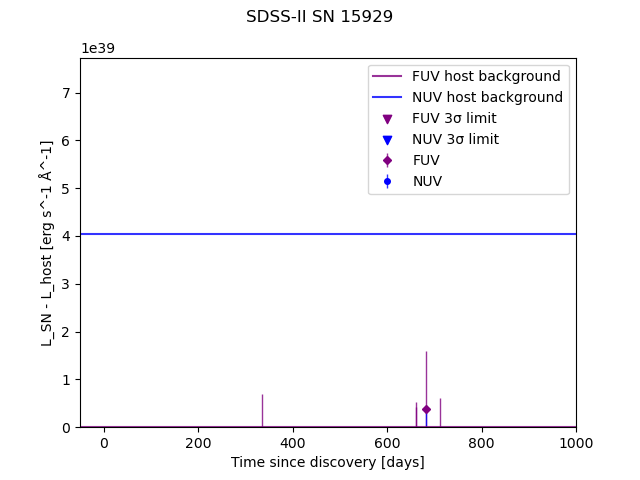 SDSS-II SN 15929
1e39
7
6
5
4
3
2
1
0
L_SN - L_host [erg s^-1 Å^-1]
FUV host background
NUV host background
FUV 3σ limit
NUV 3σ limit
FUV
NUV
0 200 400 600 800 1000
Time since discovery [days]